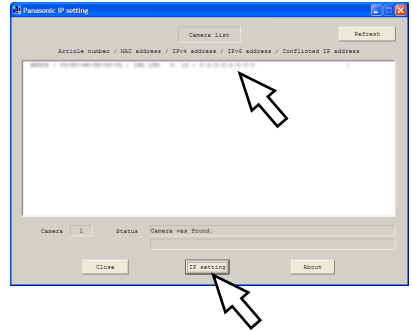 Panasonic IP setting
Camera list
Refresh
Article number / MAC address / IPv4 address / IPv6 address / Conflicted IP address
Camera 1 Status Camera was found.
Close IP setting About